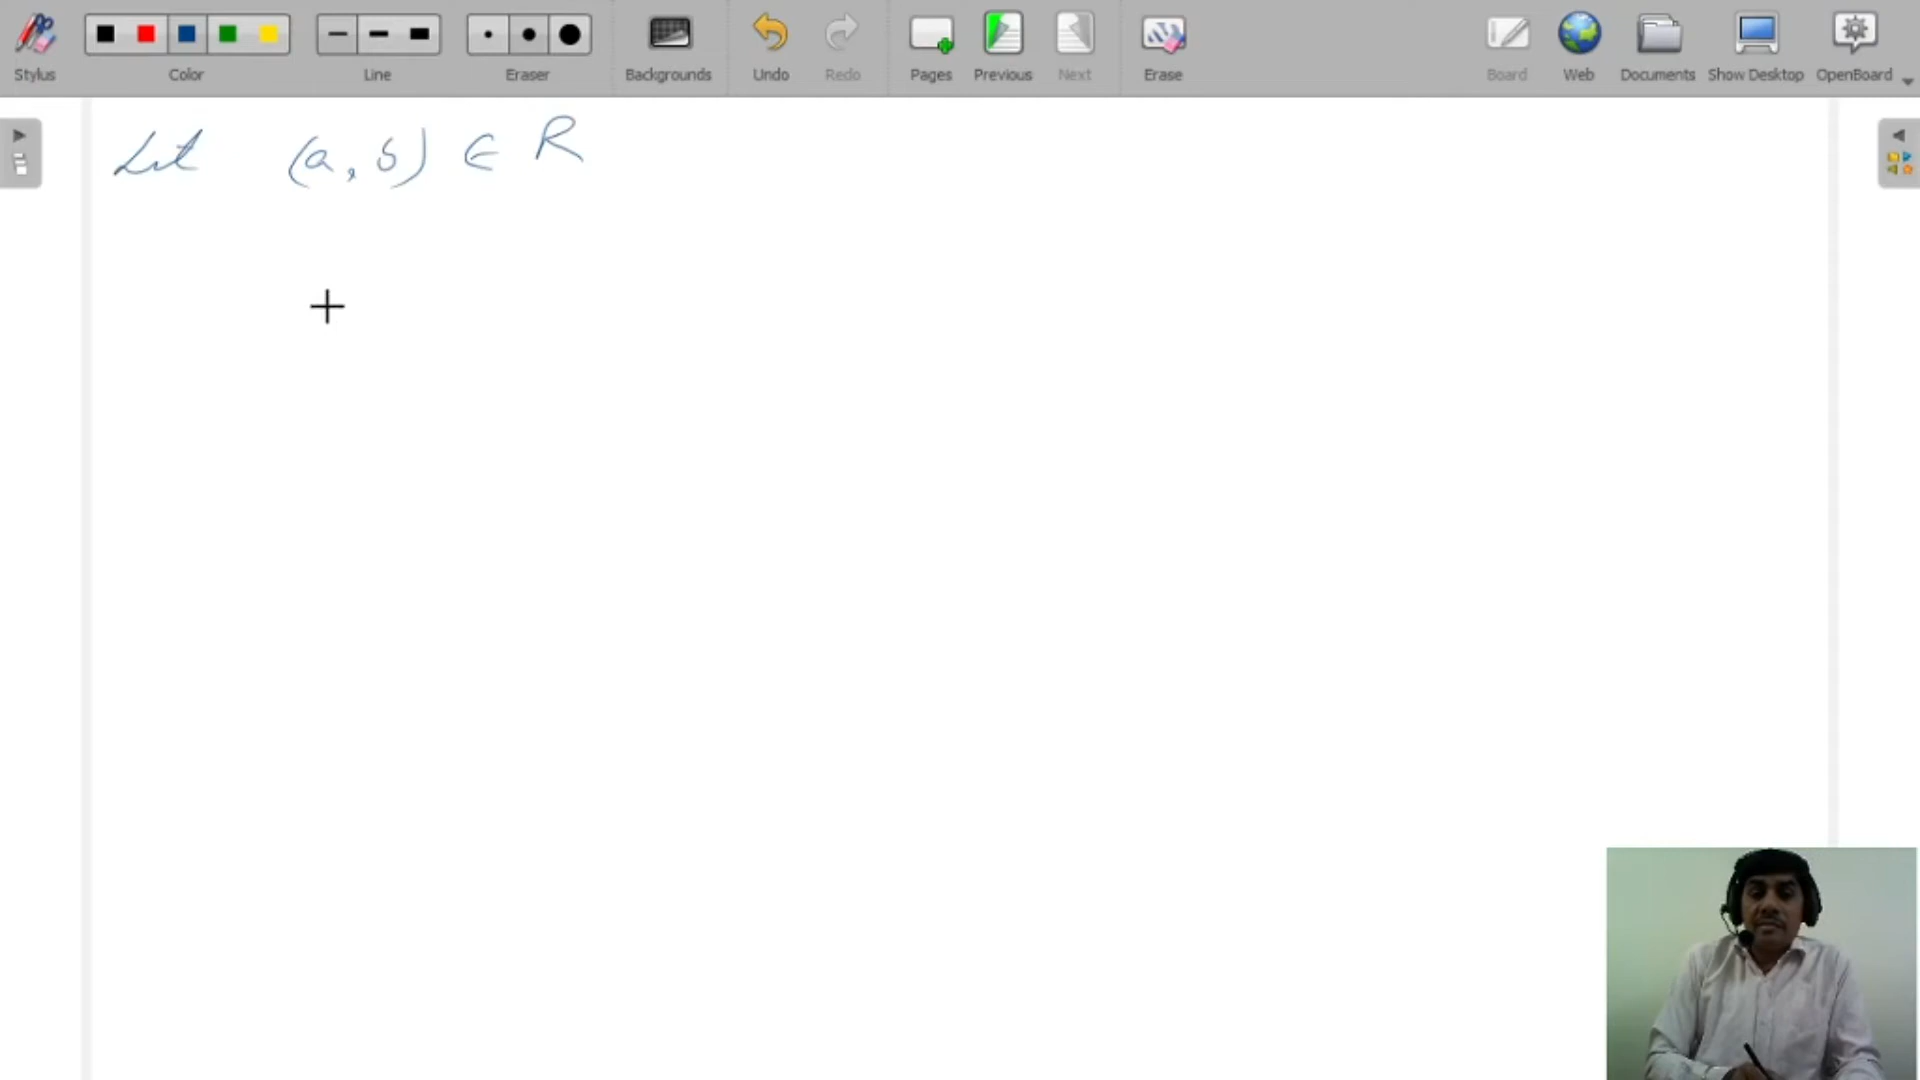 Stylus Color Line Eraser Backgrounds Undo Redo Pages Previous Next Erase Board Web Documents Show Desktop OpenBoard
Let (a, b) ∈ R